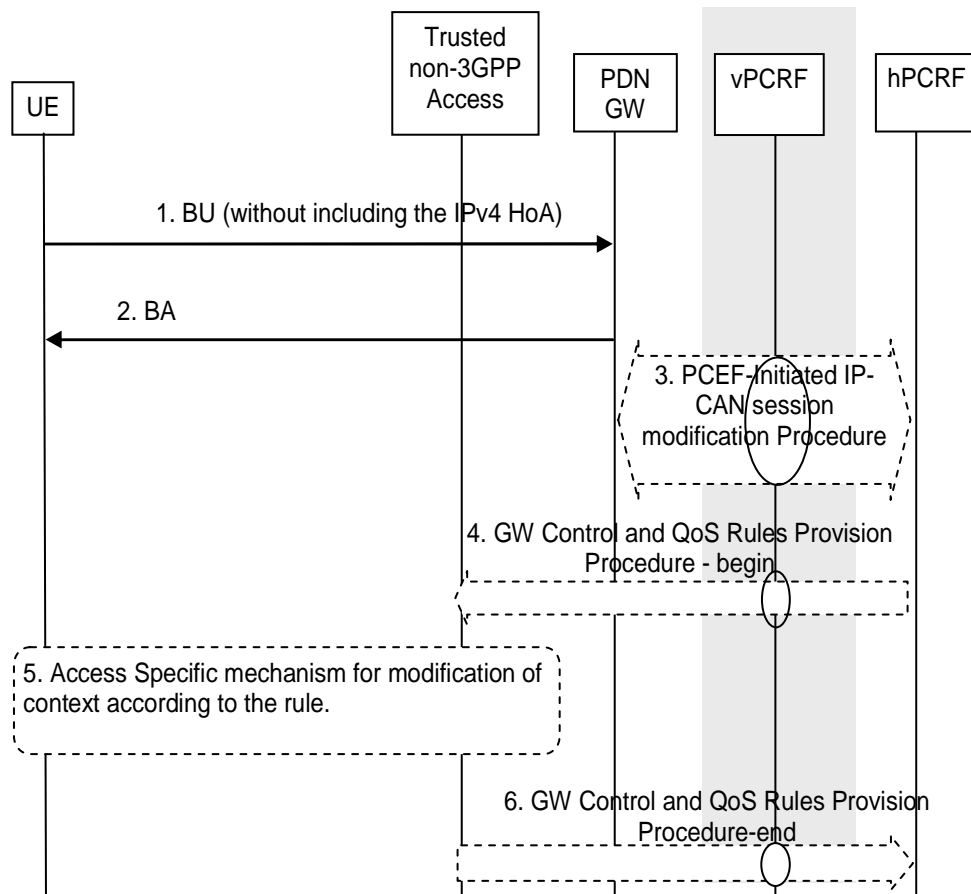 Trusted
non-3GPP
Access
UE
PDN
GW
vPCRF
hPCRF
1. BU (without including the IPv4 HoA)
2. BA
3. PCEF-Initiated IP-
CAN session
modification Procedure
4. GW Control and QoS Rules Provision
Procedure - begin
5. Access Specific mechanism for modification of
context according to the rule.
6. GW Control and QoS Rules Provision
Procedure-end